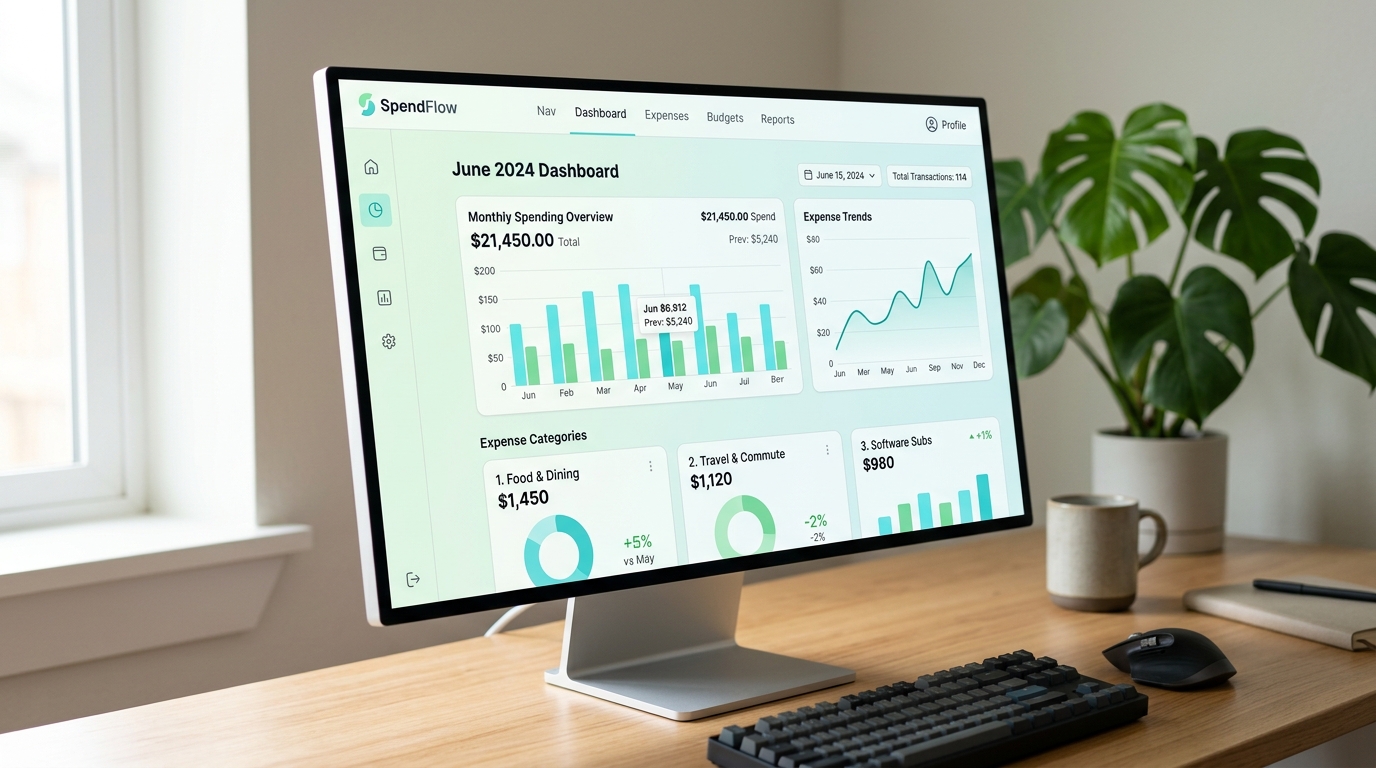 SpendFlow
Nav Dashboard Expenses Budgets Reports
Profile
June 2024 Dashboard
June 15, 2024
Total Transactions: 114
Monthly Spending Overview
$21,450.00 Spend
$21,450.00 Total
Prev: $5,240
$200
$150
$100
$50
0
Jun $6,912
Prev: $5,240
Jun Feb Mar Apr May Jun Jul Ber
Expense Trends
$80
$60
$40
$20
0
Jun Mer May Jun Sep Nov Dec
Expense Categories
1. Food & Dining
$1,450
+5%
vs May
2. Travel & Commute
$1,120
-2%
-2%
3. Software Subs
+1%
$980